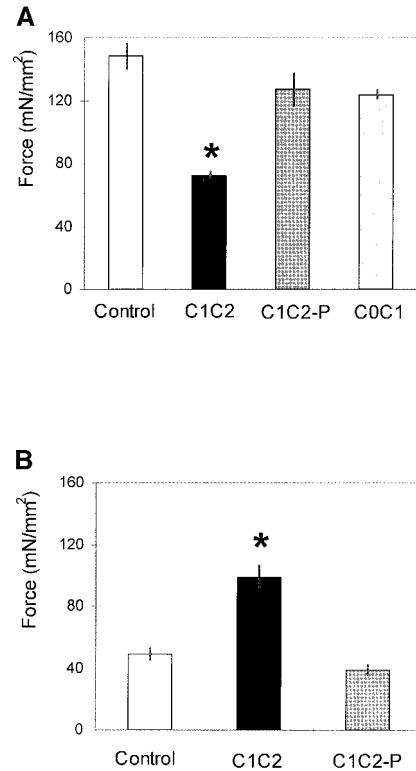 A
Force (mN/mm²)
160
120
80
40
0
*
Control C1C2 C1C2-P C0C1
B
Force (mN/mm²)
160
120
80
40
0
*
Control C1C2 C1C2-P